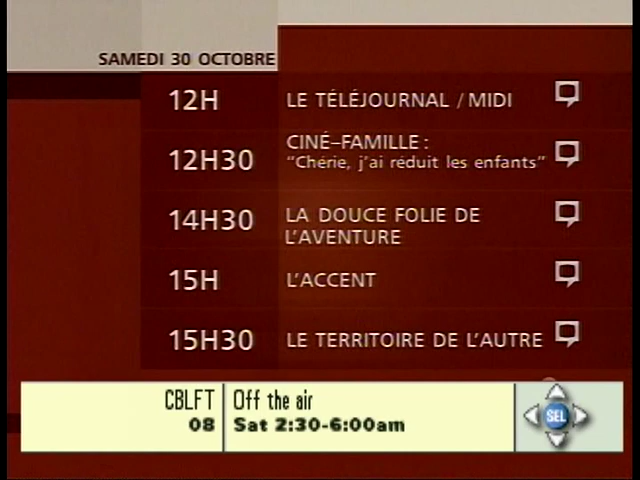 SAMEDI 30 OCTOBRE
12H LE TÉLÉJOURNAL / MIDI
12H30 CINÉ-FAMILLE :
"Chérie, j'ai réduit les enfants"
14H30 LA DOUCE FOLIE DE
L'AVENTURE
15H L'ACCENT
15H30 LE TERRITOIRE DE L'AUTRE
CBLFT Off the air
08 Sat 2:30-6:00am
SEL